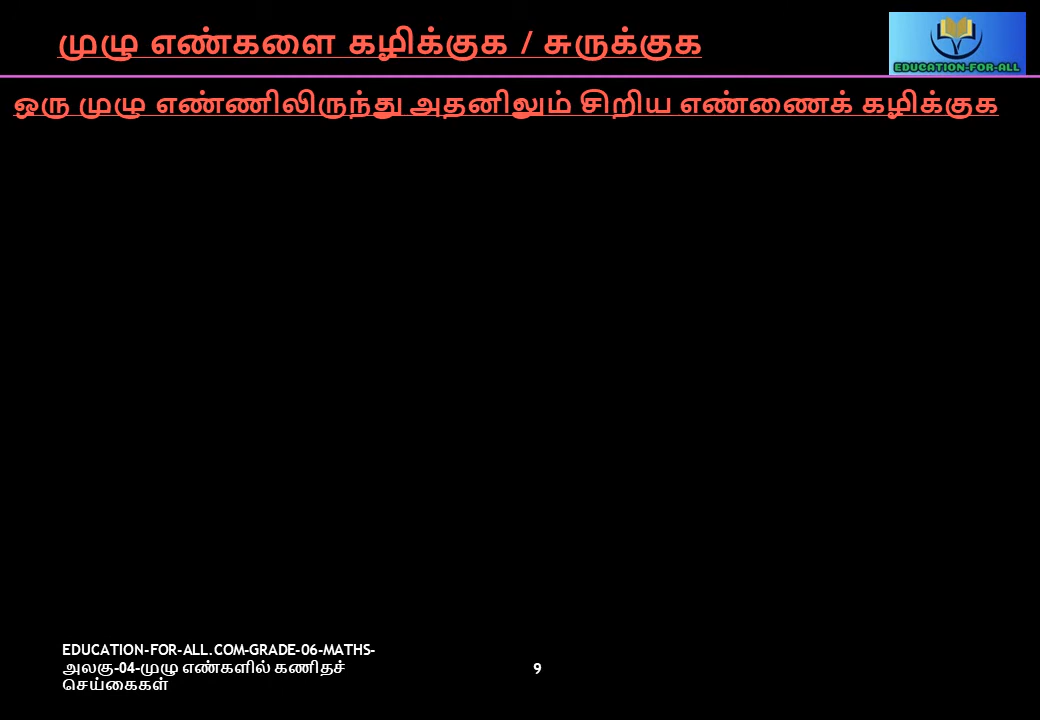 முழு எண்களை கழிக்குக / சுருக்குக
EDUCATION-FOR-ALL
ஒரு முழு எண்ணிலிருந்து அதனிலும் சிறிய எண்ணைக் கழிக்குக
EDUCATION-FOR-ALL.COM-GRADE-06-MATHS-
அலகு-04-முழு எண்களில் கணிதச்
செய்கைகள்
9